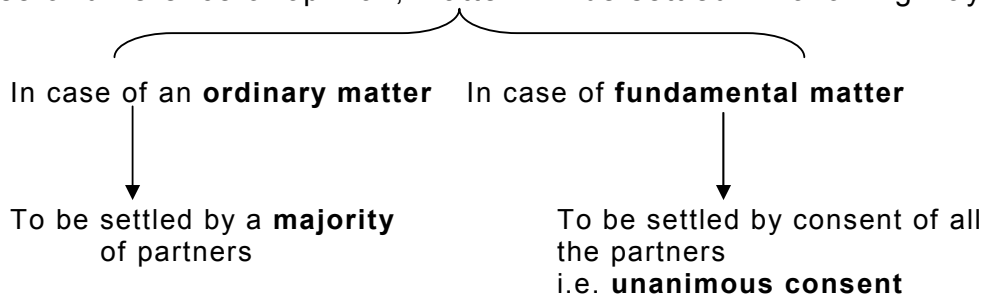 In case of an ordinary matter In case of fundamental matter
To be settled by a majority
of partners
To be settled by consent of all
the partners
i.e. unanimous consent